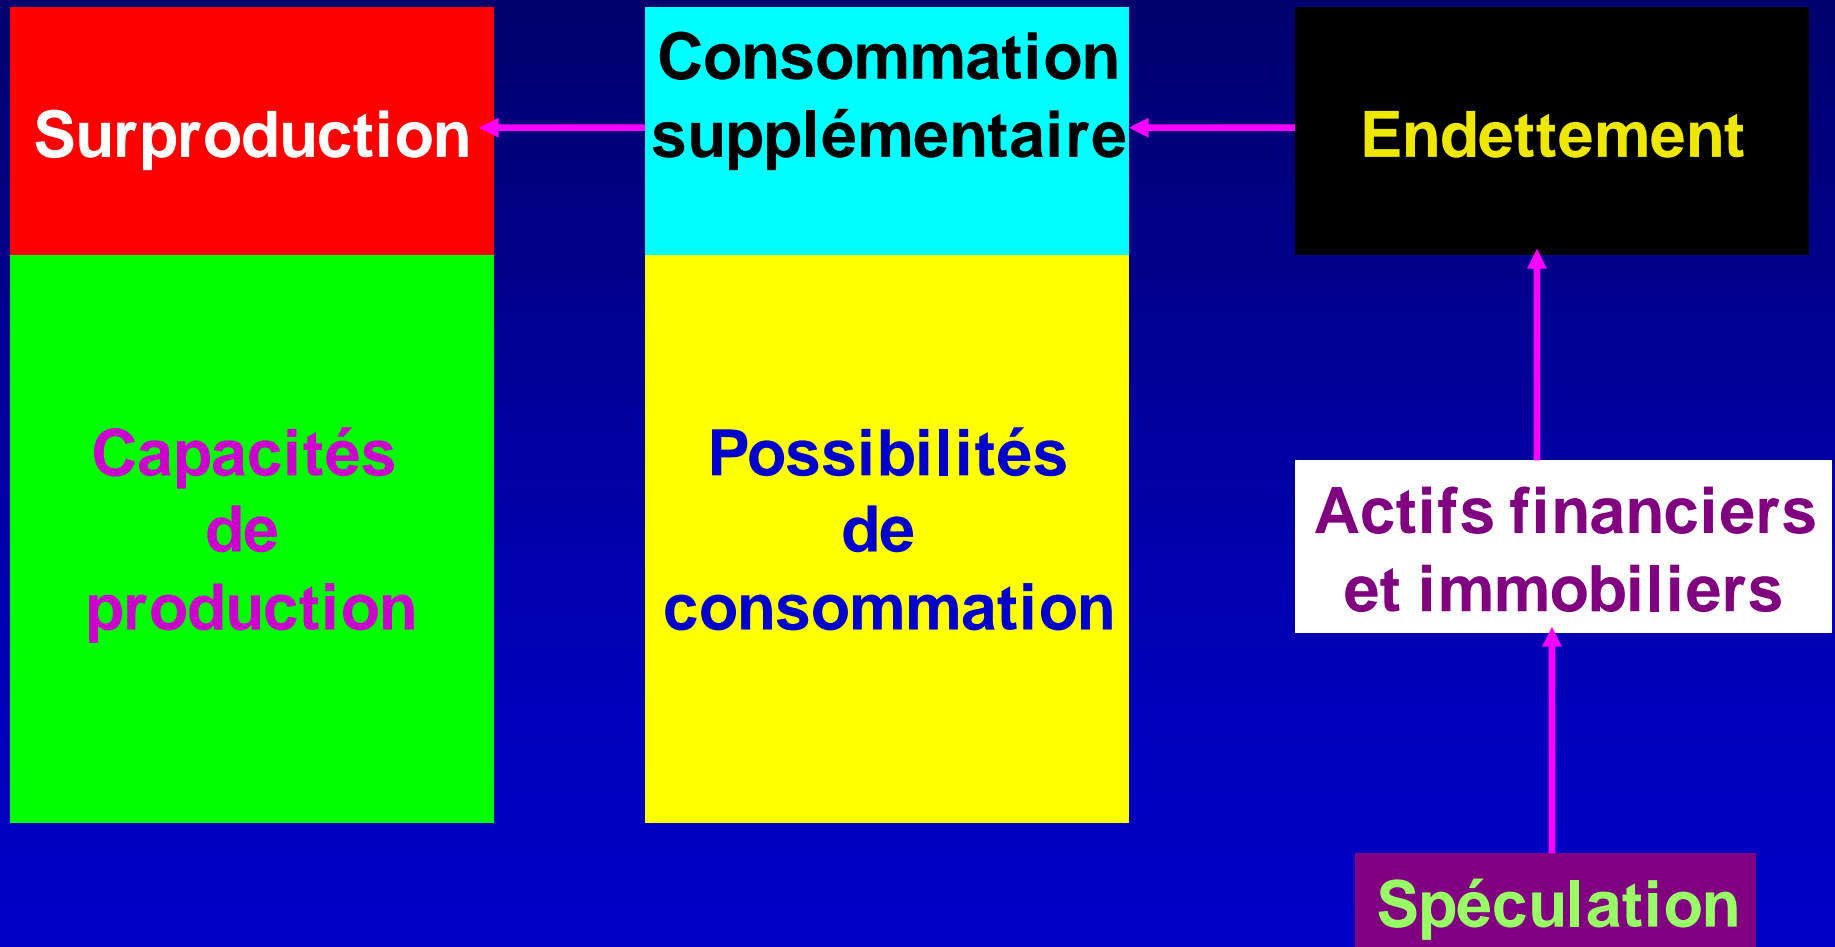 Surproduction
Consommation
supplémentaire
Endettement
Capacités
de
production
Possibilités
de
consommation
Actifs financiers
et immobiliers
Spéculation